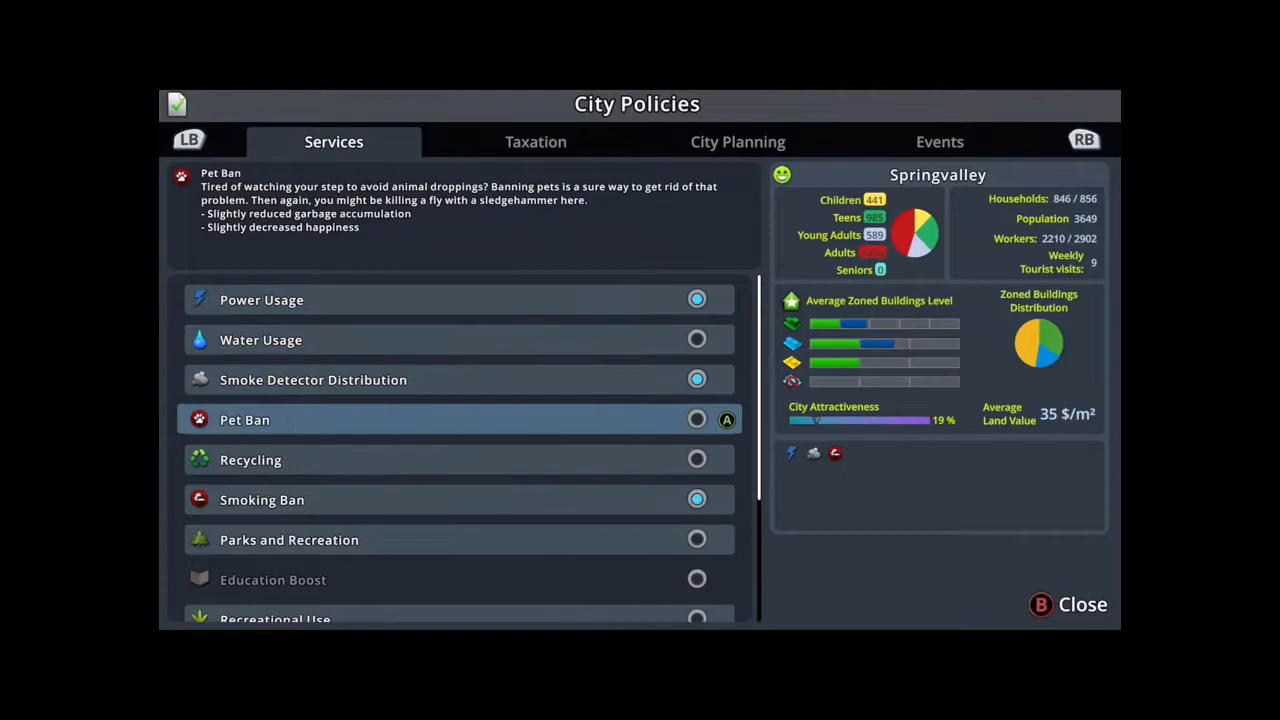 City Policies
LB
Services
Taxation
City Planning
Events
RB
Pet Ban
Tired of watching your step to avoid animal droppings? Banning pets is a sure way to get rid of that
problem. Then again, you might be killing a fly with a sledgehammer here.
- Slightly reduced garbage accumulation
- Slightly decreased happiness
Power Usage
Water Usage
Smoke Detector Distribution
Pet Ban
A
Recycling
Smoking Ban
Parks and Recreation
Education Boost
Recreational Use
Springvalley
Children 441
Teens 985
Young Adults 589
Adults
Seniors 0
Households: 846 / 856
Population 3649
Workers: 2210 / 2902
Weekly
Tourist visits: 9
Average Zoned Buildings Level
Zoned Buildings
Distribution
City Attractiveness
19 %
Average
Land Value 35 $/m²
B Close